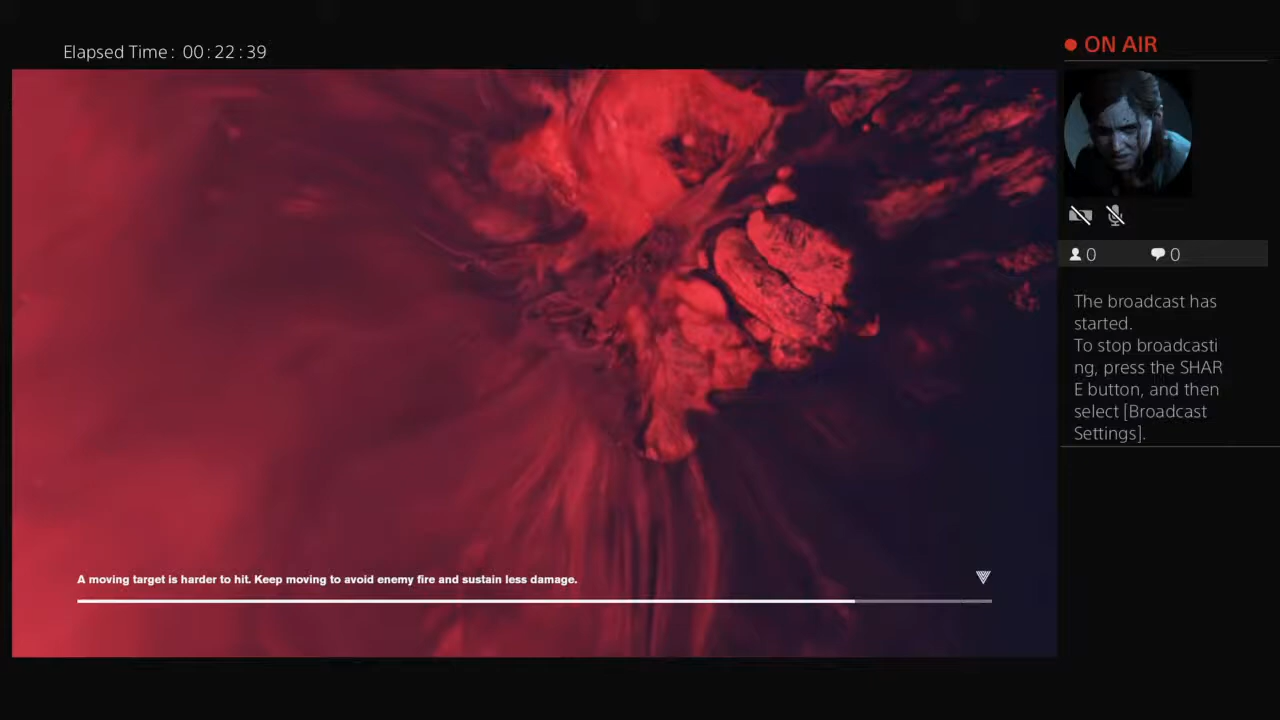 Elapsed Time: 00:22:39
ON AIR
0
0
The broadcast has
started.
To stop broadcasti
ng, press the SHAR
E button, and then
select [Broadcast
Settings].
A moving target is harder to hit. Keep moving to avoid enemy fire and sustain less damage.